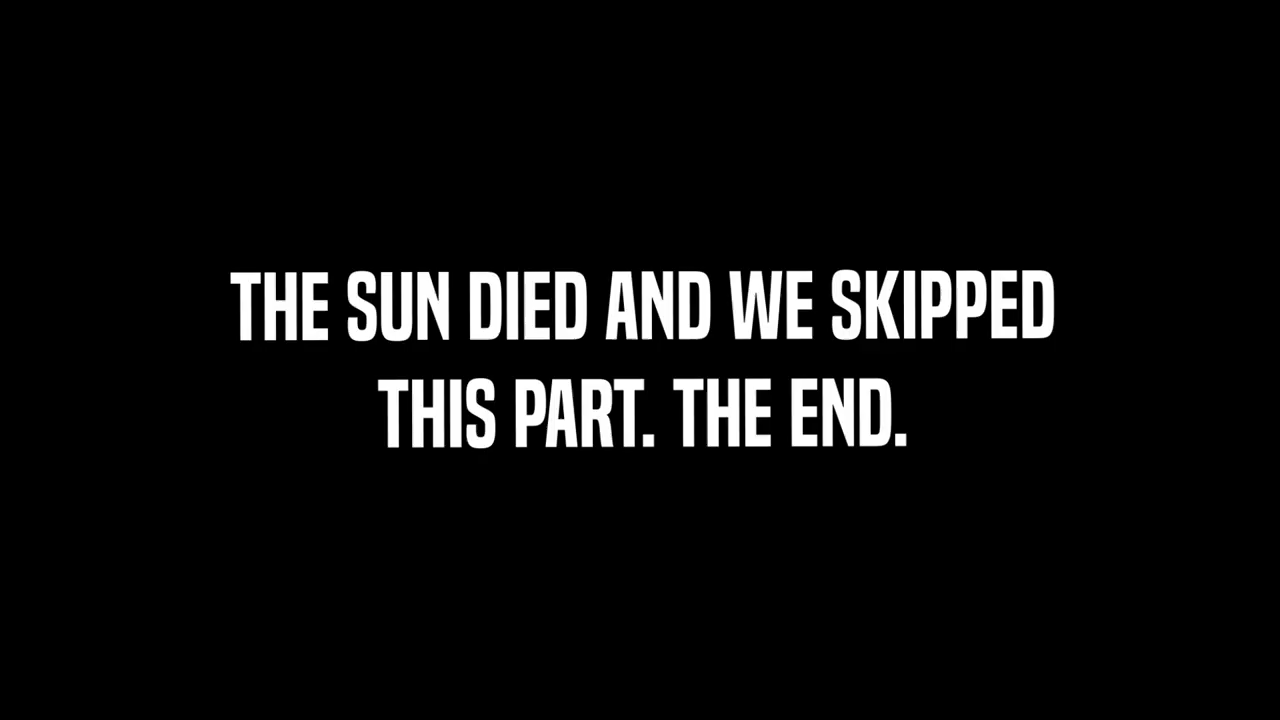 THE SUN DIED AND WE SKIPPED
THIS PART. THE END.